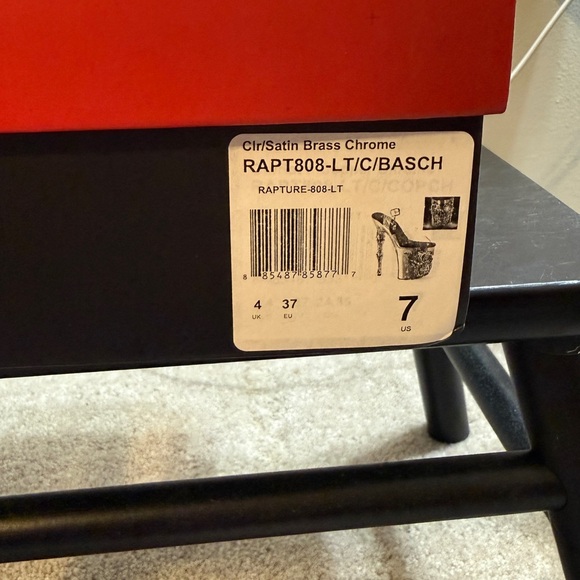 Clr/Satin Brass Chrome
RAPT808-LT/C/BASCH
RAPTURE-808-LT
8 85487 85877 7
4 37 7
UK EU US